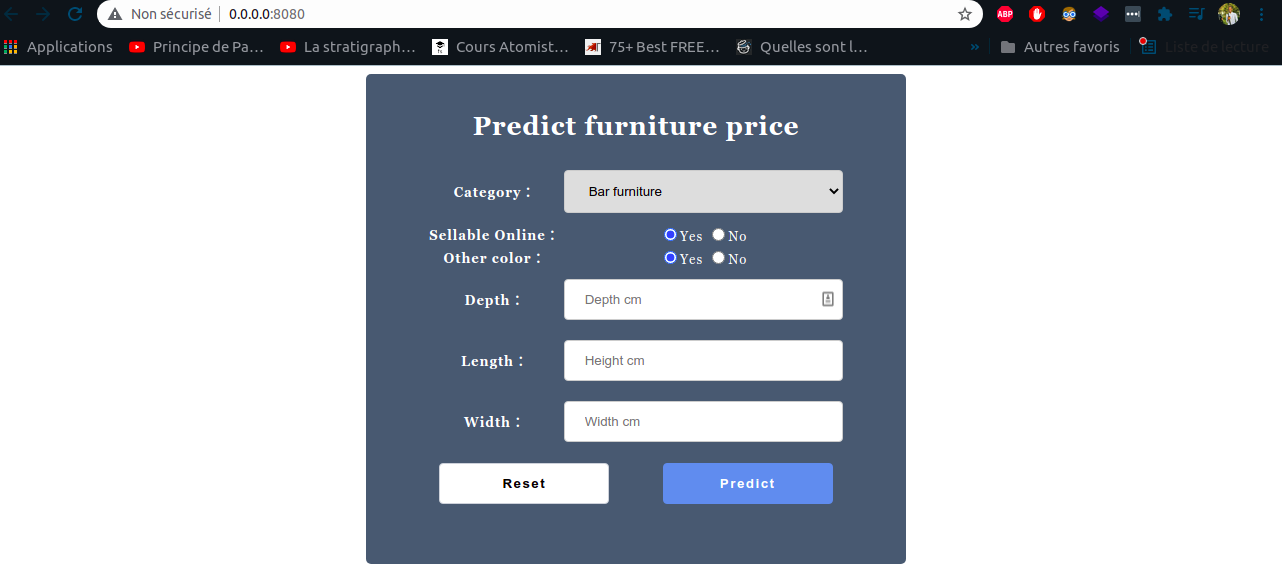 Non sécurisé | 0.0.0.0:8080
ABP
Applications
Principe de Pa…
La stratigraph…
Cours Atomist…
75+ Best FREE…
Quelles sont l…
»
Autres favoris
Liste de lecture
Predict furniture price
Category :
Bar furniture
Sellable Online :
Yes No
Other color :
Yes No
Depth :
Depth cm
Length :
Height cm
Width :
Width cm
Reset
Predict